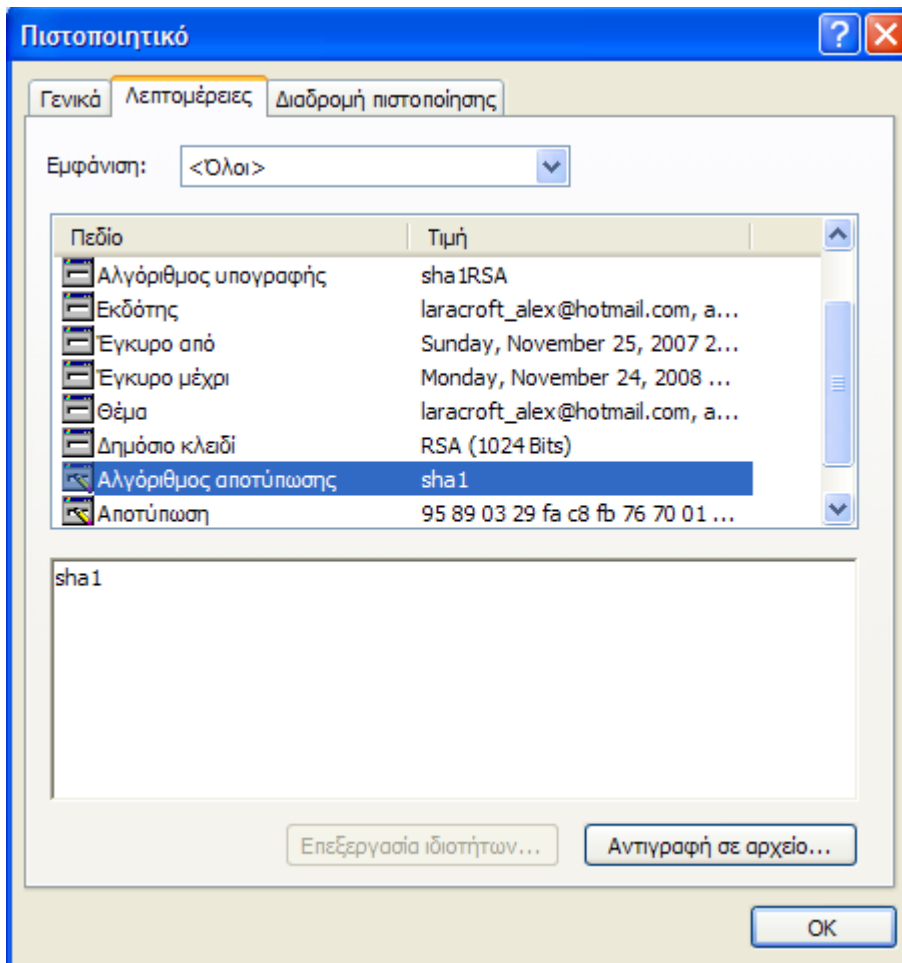 Πιστοποιητικό
Γενικά Λεπτομέρειες Διαδρομή πιστοποίησης
Εμφάνιση: <Όλοι>
Πεδίο Τιμή
Αλγόριθμος υπογραφής sha1RSA
Εκδότης laracroft_alex@hotmail.com, a...
Έγκυρο από Sunday, November 25, 2007 2...
Έγκυρο μέχρι Monday, November 24, 2008 ...
Θέμα laracroft_alex@hotmail.com, a...
Δημόσιο κλειδί RSA (1024 Bits)
Αλγόριθμος αποτύπωσης sha1
Αποτύπωση 95 89 03 29 fa c8 fb 76 70 01 ...
sha1
Επεξεργασία ιδιοτήτων... Αντιγραφή σε αρχείο...
OK